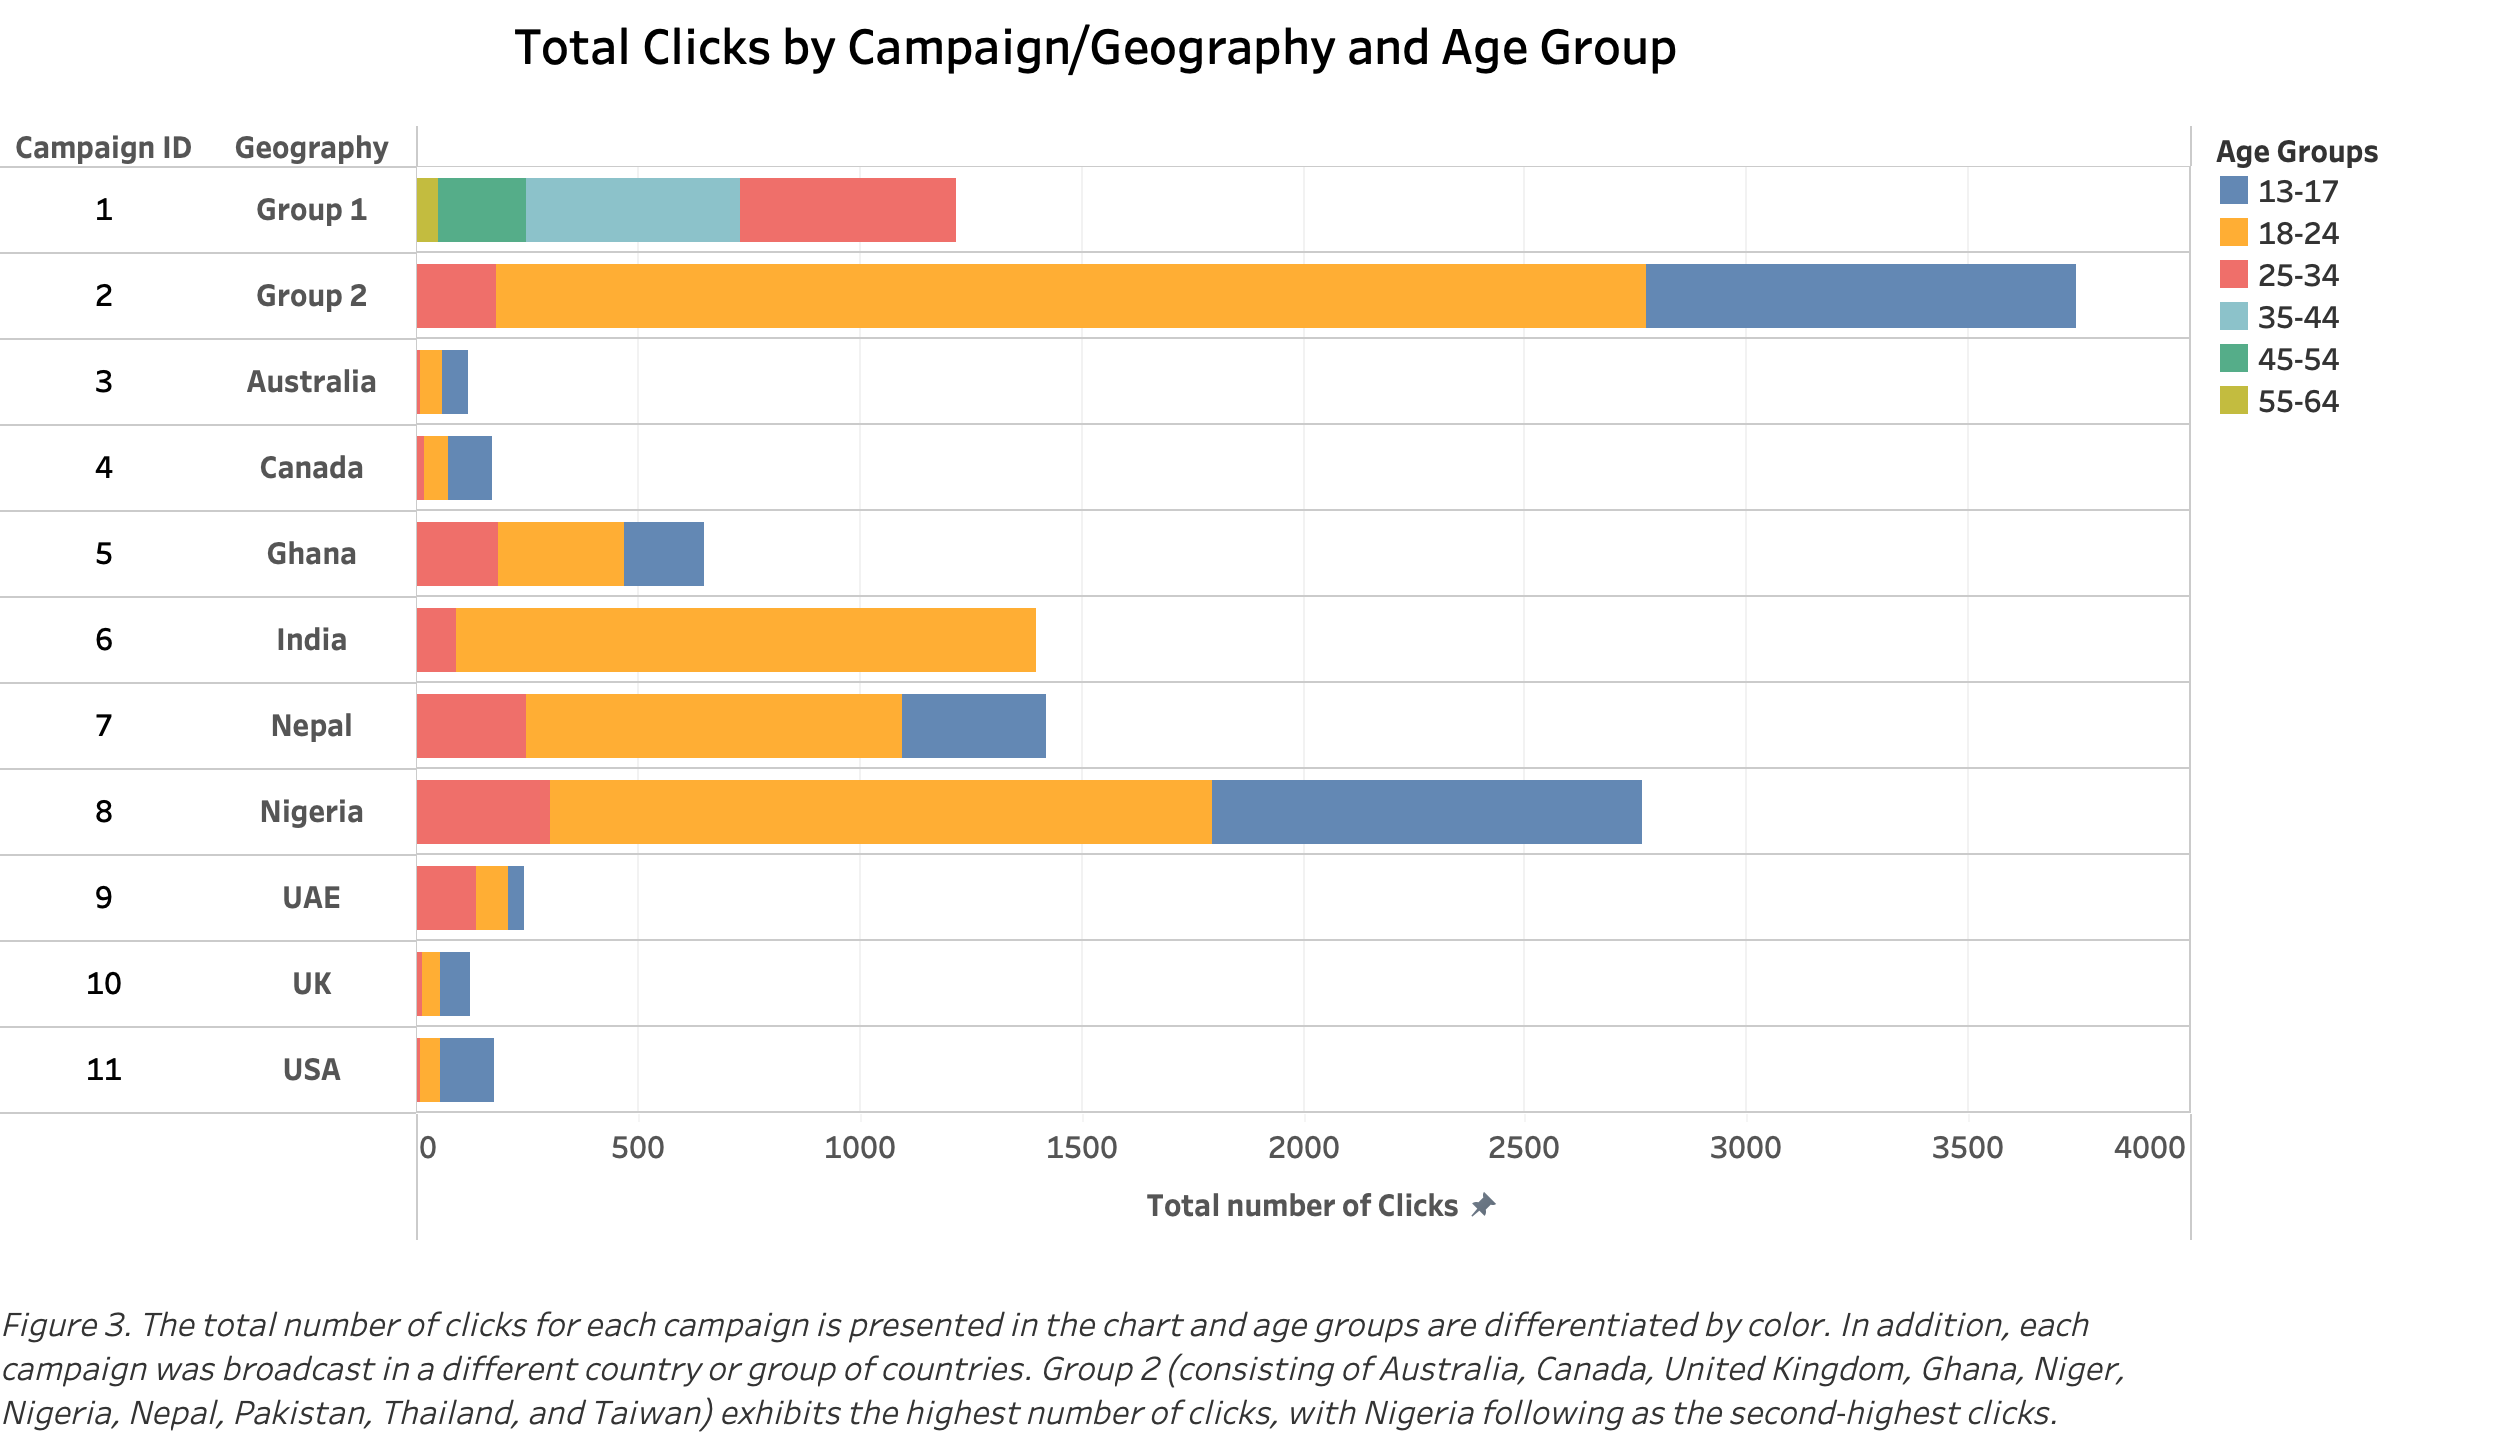 Total Clicks by Campaign/Geography and Age Group
Campaign ID Geography
Age Groups
13-17
18-24
25-34
35-44
45-54
55-64
1 Group 1
2 Group 2
3 Australia
4 Canada
5 Ghana
6 India
7 Nepal
8 Nigeria
9 UAE
10 UK
11 USA
0 500 1000 1500 2000 2500 3000 3500 4000
Total number of Clicks
Figure 3. The total number of clicks for each campaign is presented in the chart and age groups are differentiated by color. In addition, each
campaign was broadcast in a different country or group of countries. Group 2 (consisting of Australia, Canada, United Kingdom, Ghana, Niger,
Nigeria, Nepal, Pakistan, Thailand, and Taiwan) exhibits the highest number of clicks, with Nigeria following as the second-highest clicks.